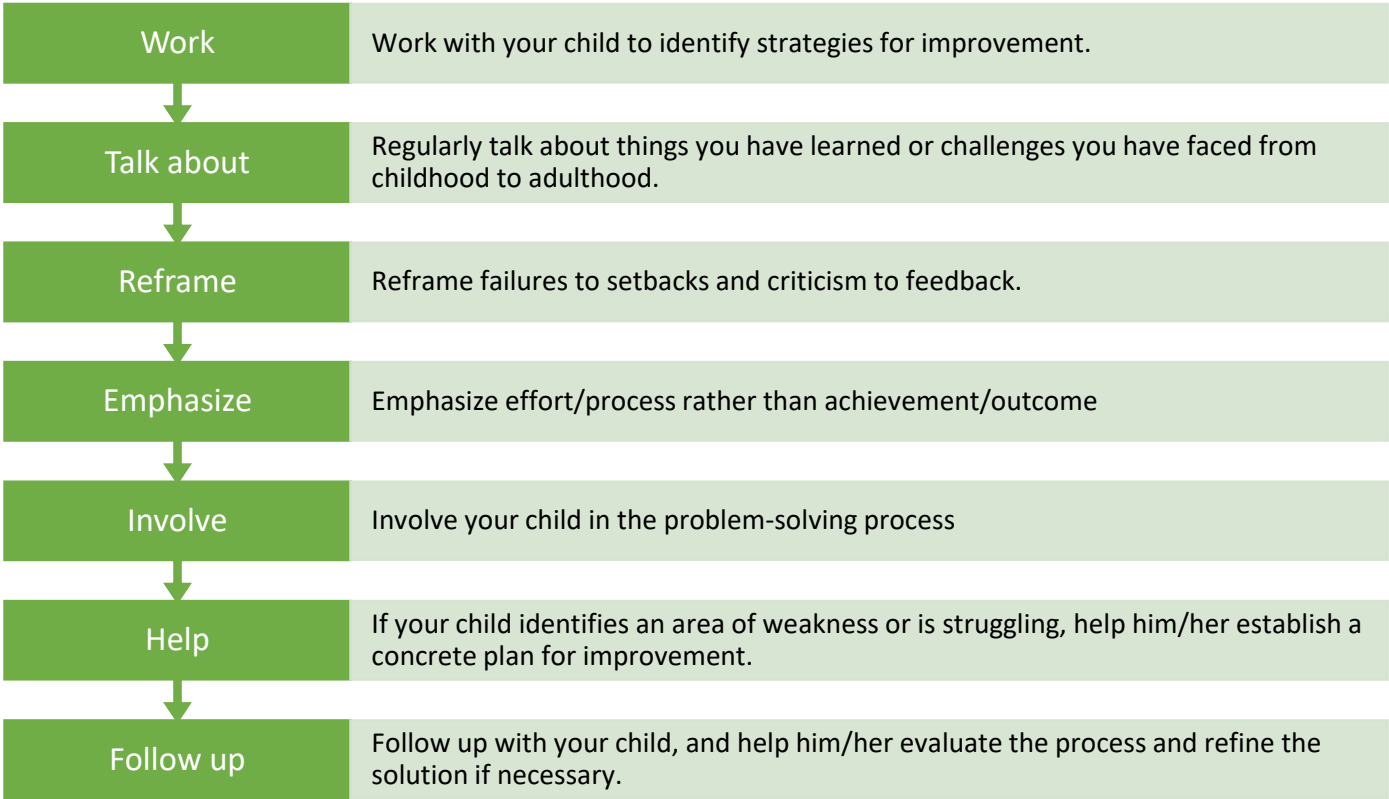 Work
Work with your child to identify strategies for improvement.
Talk about
Regularly talk about things you have learned or challenges you have faced from
childhood to adulthood.
Reframe
Reframe failures to setbacks and criticism to feedback.
Emphasize
Emphasize effort/process rather than achievement/outcome
Involve
Involve your child in the problem-solving process
Help
If your child identifies an area of weakness or is struggling, help him/her establish a
concrete plan for improvement.
Follow up
Follow up with your child, and help him/her evaluate the process and refine the
solution if necessary.